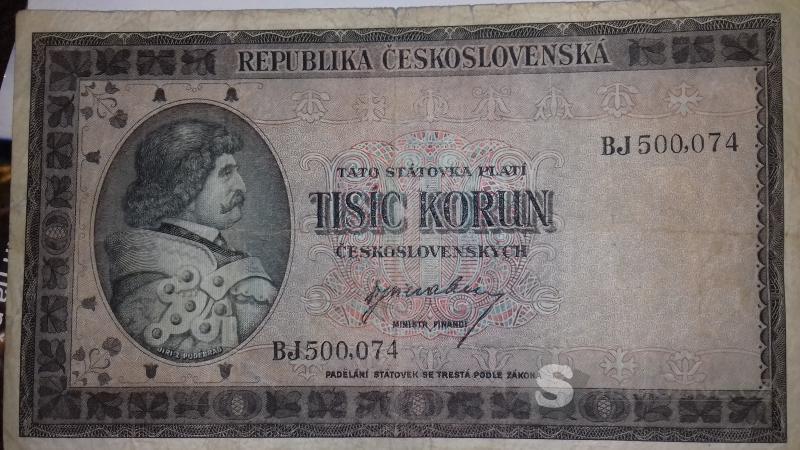 REPUBLIKA ČESKOSLOVENSKÁ
BJ 500,074
TATO STÁTOVKA PLATÍ
TISÍC KORUN
ČESKOSLOVENSKÝCH
MINISTR FINANCÍ
JIŘÍ Z PODĚBRAD
BJ 500,074
PADĚLÁNÍ STÁTOVEK SE TRESTÁ PODLE ZÁKONA
S